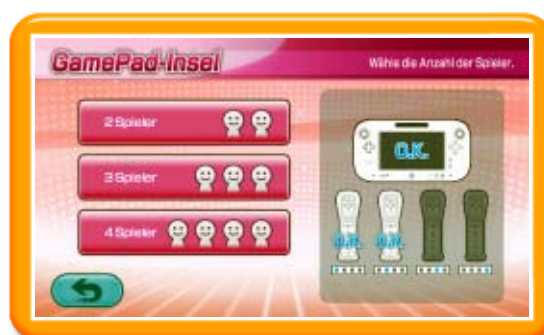 GamePad-Insel
Wähle die Anzahl der Spieler.
2 Spieler
3 Spieler
4 Spieler
O.K.
O.K.
O.K.